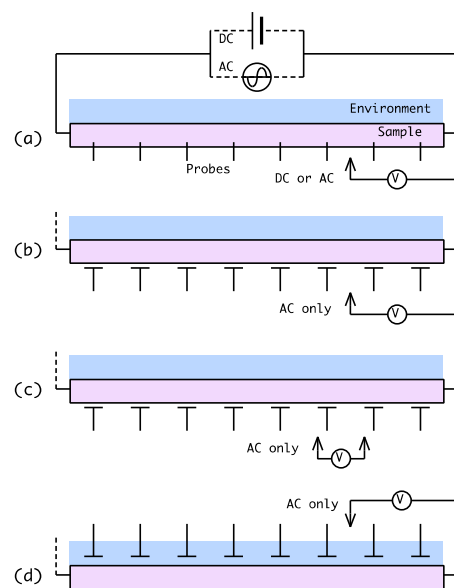 DC
AC
Environment
(a)
Sample
Probes
DC or AC
V
(b)
AC only
V
(c)
AC only
V
AC only
V
(d)